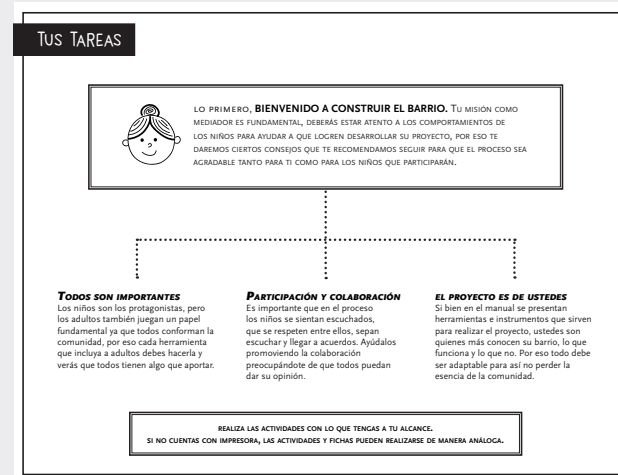 TUS TAREAS
LO PRIMERO, BIENVENIDO A CONSTRUIR EL BARRIO. TU MISIÓN COMO
MEDIADOR ES FUNDAMENTAL, DEBERÁS ESTAR ATENTO A LOS COMPORTAMIENTOS DE
LOS NIÑOS PARA AYUDAR A QUE LOGREN DESARROLLAR SU PROYECTO, POR ESO TE
DAREMOS CIERTOS CONSEJOS QUE TE RECOMENDAMOS SEGUIR PARA QUE EL PROCESO SEA
AGRADABLE TANTO PARA TI COMO PARA LOS NIÑOS QUE PARTICIPARÁN.
TODOS SON IMPORTANTES
Los niños son los protagonistas, pero
los adultos también juegan un papel
fundamental ya que todos conforman la
comunidad, por eso cada herramienta
que incluya a adultos debes hacerla y
verás que todos tienen algo que aportar.
PARTICIPACIÓN Y COLABORACIÓN
Es importante que en el proceso
los niños se sientan escuchados,
que se respeten entre ellos, sepan
escuchar y llegar a acuerdos. Ayúdalos
promoviendo la colaboración
preocupándote de que todos puedan
dar su opinión.
EL PROYECTO ES DE USTEDES
Si bien en el manual se presentan
herramientas e instrumentos que sirven
para realizar el proyecto, ustedes son
quienes más conocen su barrio, lo que
funciona y lo que no. Por eso todo debe
ser adaptable para así no perder la
esencia de la comunidad.
REALIZA LAS ACTIVIDADES CON LO QUE TENGAS A TU ALCANCE.
SI NO CUENTAS CON IMPRESORA, LAS ACTIVIDADES Y FICHAS PUEDEN REALIZARSE DE MANERA ANÁLOGA.